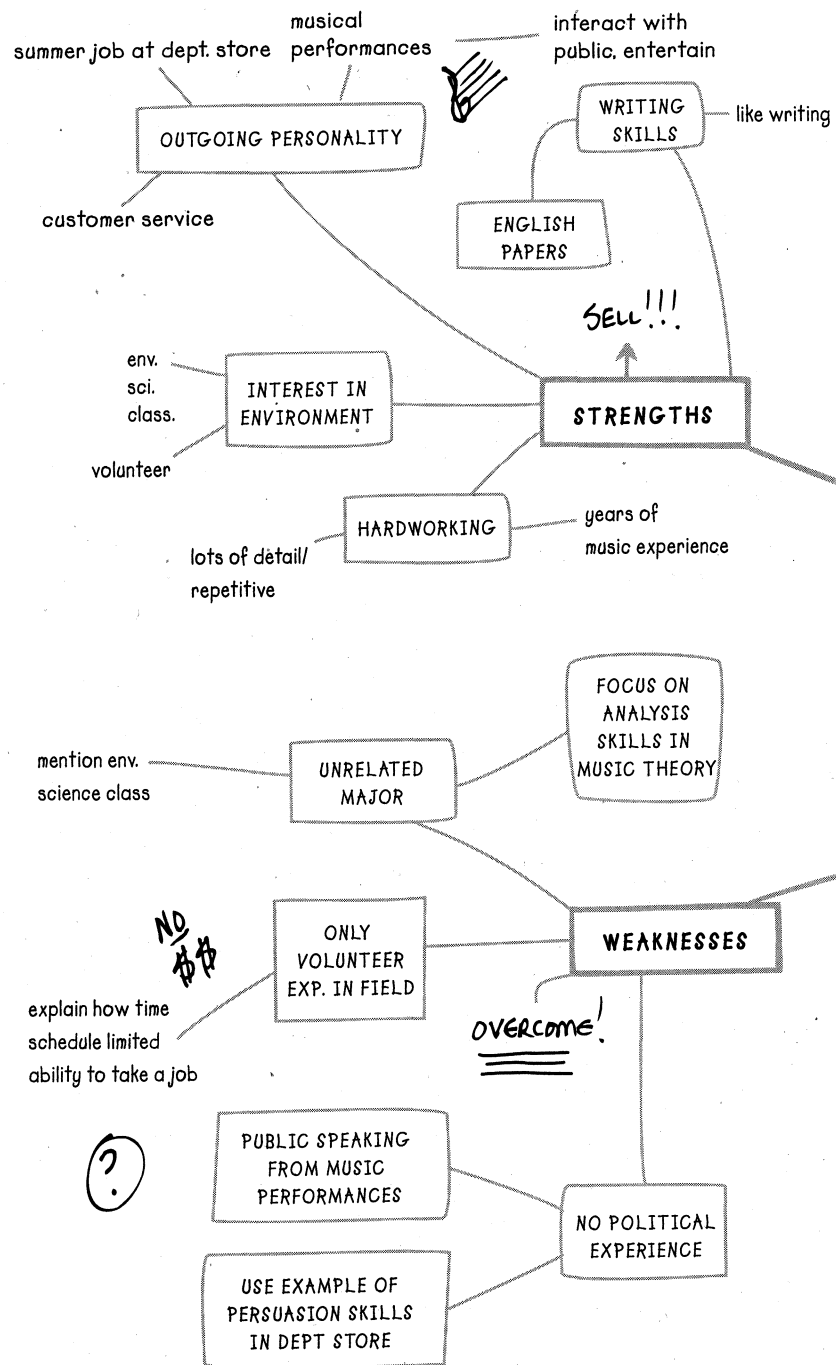 musical
performances
interact with
public, entertain
summer job at dept. store
OUTGOING PERSONALITY
customer service
WRITING
SKILLS
like writing
ENGLISH
PAPERS
SELL!!!
env.
sci.
class.
INTEREST IN
ENVIRONMENT
volunteer
STRENGTHS
HARDWORKING
lots of detail/
repetitive
years of
music experience
FOCUS ON
ANALYSIS
SKILLS IN
MUSIC THEORY
mention env.
science class
UNRELATED
MAJOR
NO
$$
ONLY
VOLUNTEER
EXP. IN FIELD
WEAKNESSES
explain how time
schedule limited
ability to take a job
OVERCOME!
?
PUBLIC SPEAKING
FROM MUSIC
PERFORMANCES
NO POLITICAL
EXPERIENCE
USE EXAMPLE OF
PERSUASION SKILLS
IN DEPT STORE